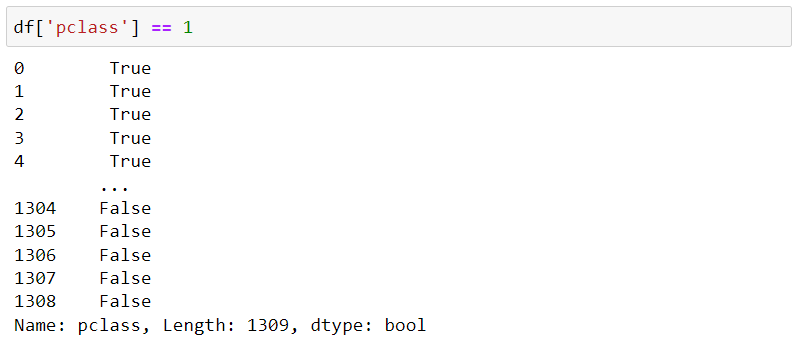 df['pclass'] == 1
0        True
1        True
2        True
3        True
4        True
        ...
1304    False
1305    False
1306    False
1307    False
1308    False
Name: pclass, Length: 1309, dtype: bool